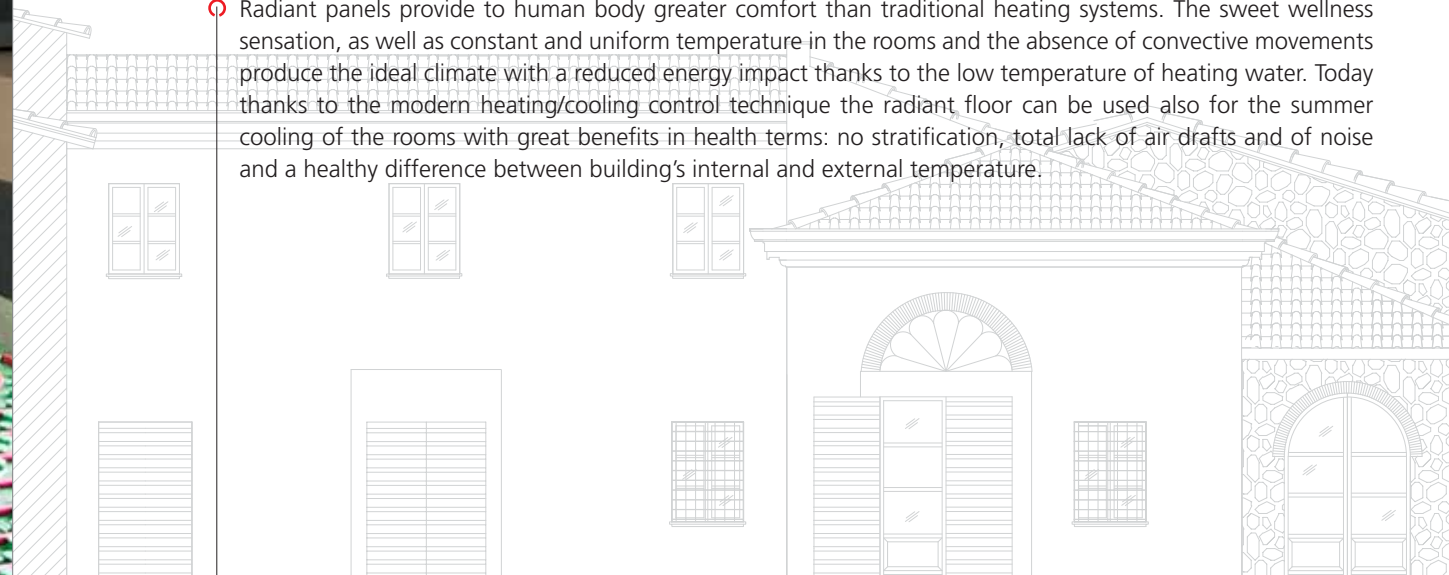 Radiant panels provide to human body greater comfort than traditional heating systems. The sweet wellness
sensation, as well as constant and uniform temperature in the rooms and the absence of convective movements
produce the ideal climate with a reduced energy impact thanks to the low temperature of heating water. Today
thanks to the modern heating/cooling control technique the radiant floor can be used also for the summer
cooling of the rooms with great benefits in health terms: no stratification, total lack of air drafts and of noise
and a healthy difference between building’s internal and external temperature.